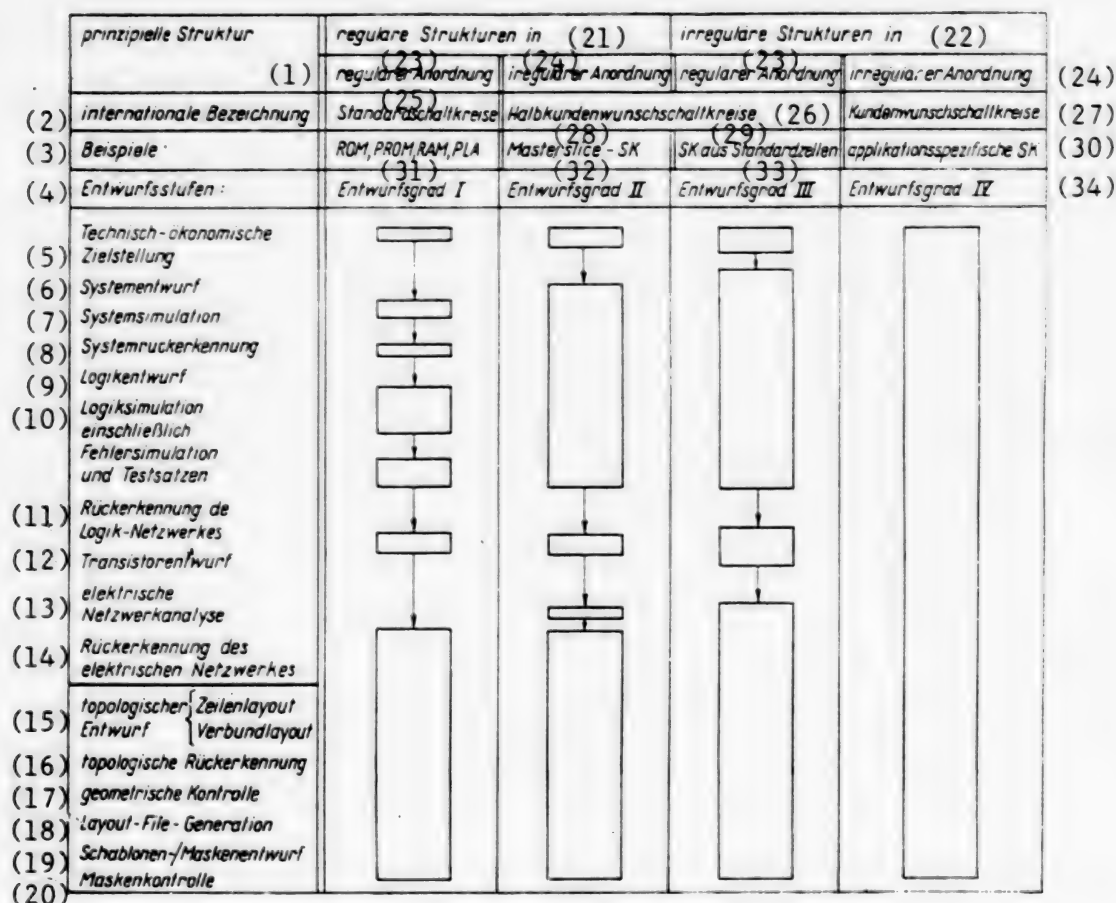 prinzipielle Struktur
(1)
reguläre Strukturen in (21)
irreguläre Strukturen in (22)
(23)
(24)
(23)
regulärer Anordnung
iregulärer Anordnung
regulärer Anordnung
irregulärer Anordnung
(24)
(25)
(2) internationale Bezeichnung
Standardschaltkreise
Halbkundenwunschschaltkreise (26)
Kundenwunschschaltkreise
(27)
(28)
(29)
(3) Beispiele:
ROM, PROM, RAM, PLA
Masterslice-SK
SK aus Standardzellen
applikationsspezifische SK
(30)
(31)
(32)
(33)
(4) Entwurfsstufen:
Entwurfsgrad I
Entwurfsgrad II
Entwurfsgrad III
Entwurfsgrad IV
(34)
Technisch-ökonomische
(5) Zielstellung
(6) Systementwurf
(7) Systemsimulation
(8) Systemruckerkennung
(9) Logikentwurf
(10) Logiksimulation
einschließlich
Fehlersimulation
und Testsatzen
(11) Rückerkennung de
Logik-Netzwerkes
(12) Transistorentwurf
elektrische
(13) Netzwerkanalyse
Rückerkennung des
(14) elektrischen Netzwerkes
topologischer { Zeilenlayout
(15) Entwurf { Verbundlayout
(16) topologische Rückerkennung
(17) geometrische Kontrolle
(18) Layout-File-Generation
(19) Schablonen-/Maskenentwurf
(20) Maskenkontrolle